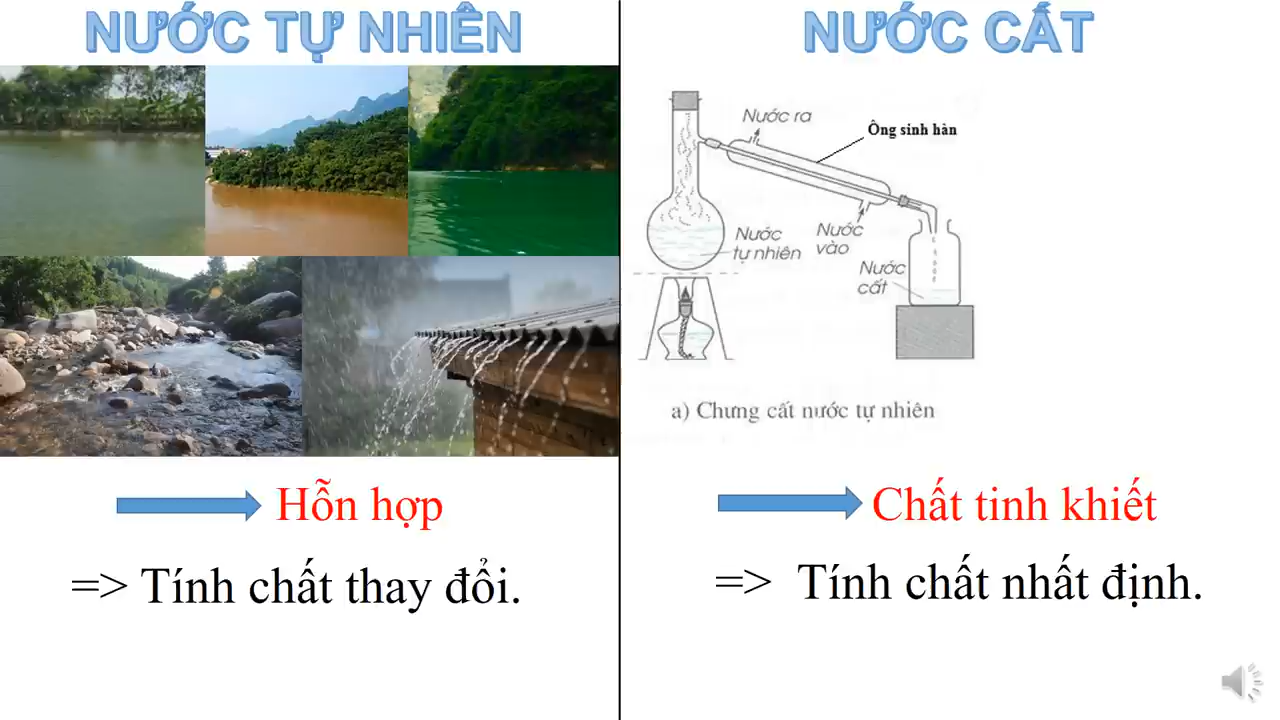 NƯỚC TỰ NHIÊN
Hỗn hợp
=> Tính chất thay đổi.
NƯỚC CẤT
Nước ra
Ông sinh hàn
Nước
tự nhiên
Nước
vào
Nước
cất
a) Chưng cất nước tự nhiên
Chất tinh khiết
=> Tính chất nhất định.